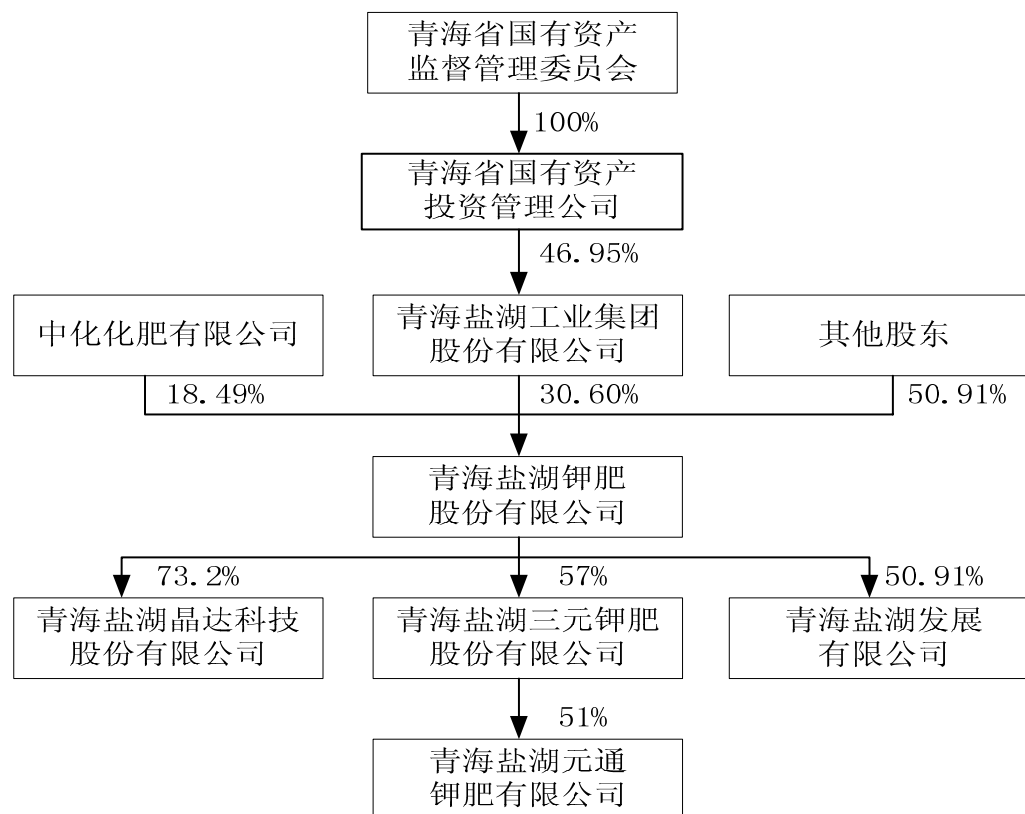 青海省国有资产
监督管理委员会
100%
青海省国有资产
投资管理公司
46.95%
中化化肥有限公司
青海盐湖工业集团
股份有限公司
其他股东
18.49%
30.60%
50.91%
青海盐湖钾肥
股份有限公司
73.2%
57%
50.91%
青海盐湖晶达科技
股份有限公司
青海盐湖三元钾肥
股份有限公司
青海盐湖发展
有限公司
51%
青海盐湖元通
钾肥有限公司